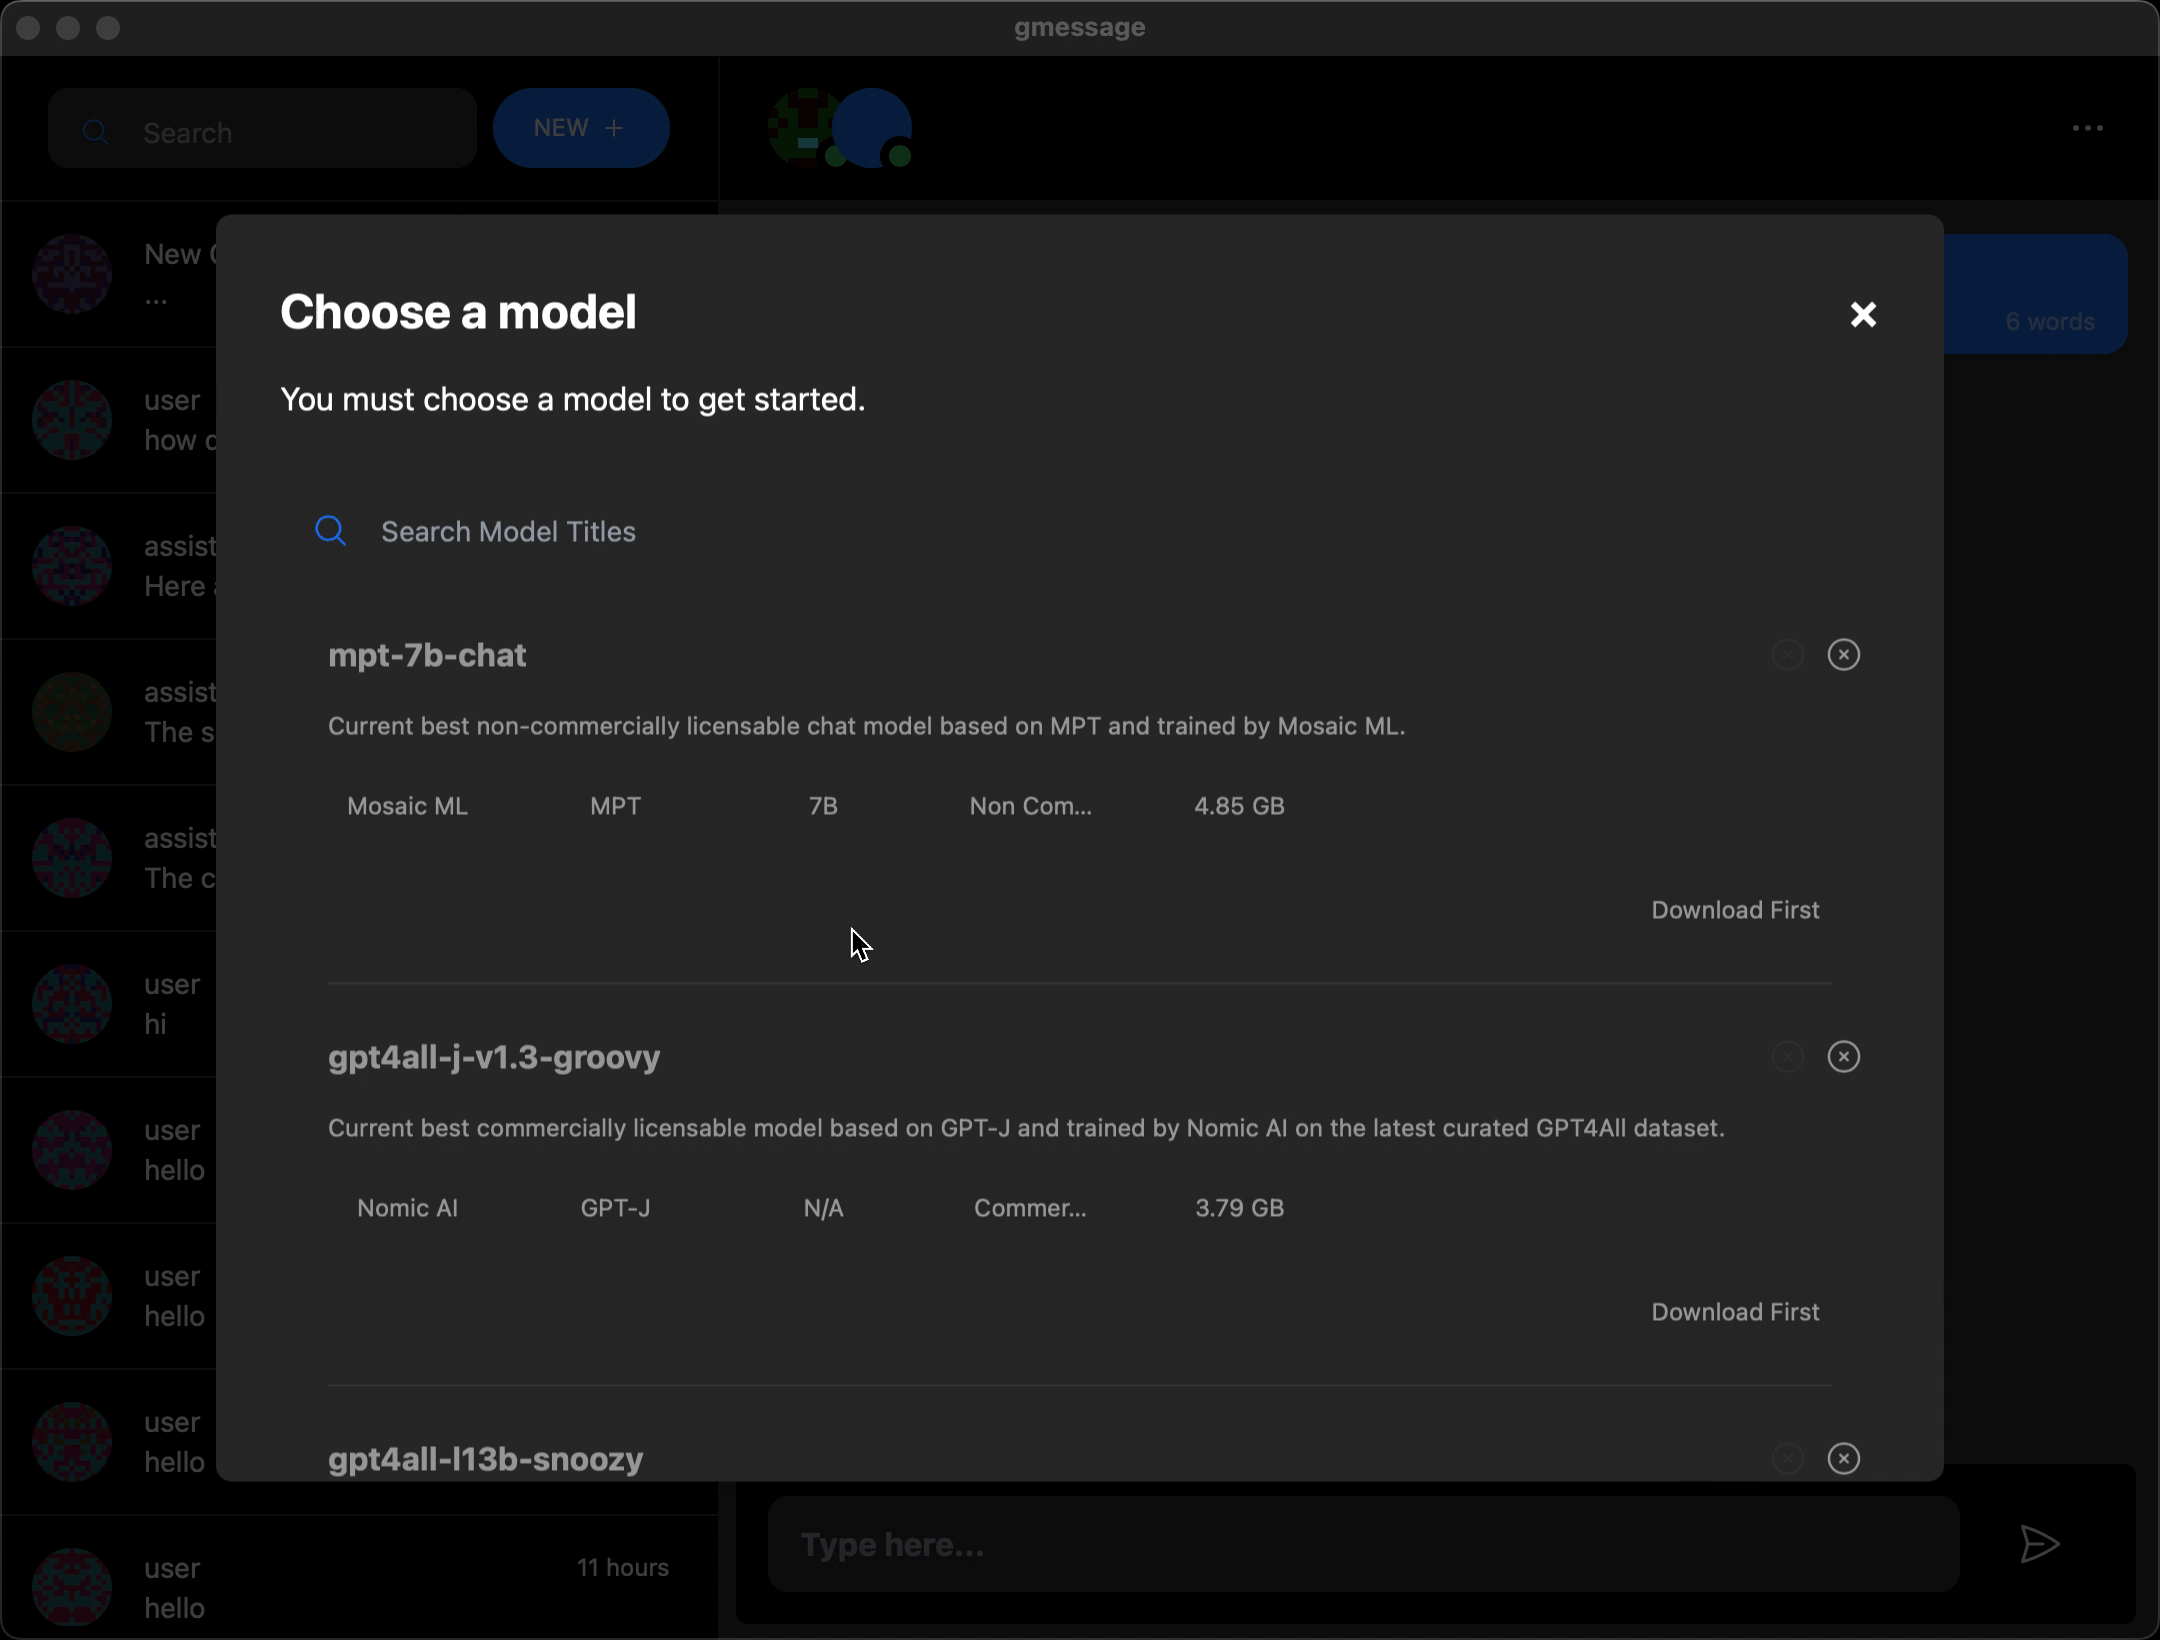 gmessage
Search
NEW +
New
...
user
how
assist
Here
assist
The s
assist
The c
user
hi
user
hello
user
hello
user
hello
user
11 hours
hello
6 words
Choose a model
You must choose a model to get started.
Search Model Titles
mpt-7b-chat
Current best non-commercially licensable chat model based on MPT and trained by Mosaic ML.
Mosaic ML MPT 7B Non Com... 4.85 GB
Download First
gpt4all-j-v1.3-groovy
Current best commercially licensable model based on GPT-J and trained by Nomic AI on the latest curated GPT4All dataset.
Nomic AI GPT-J N/A Commer... 3.79 GB
Download First
gpt4all-l13b-snoozy
Type here...